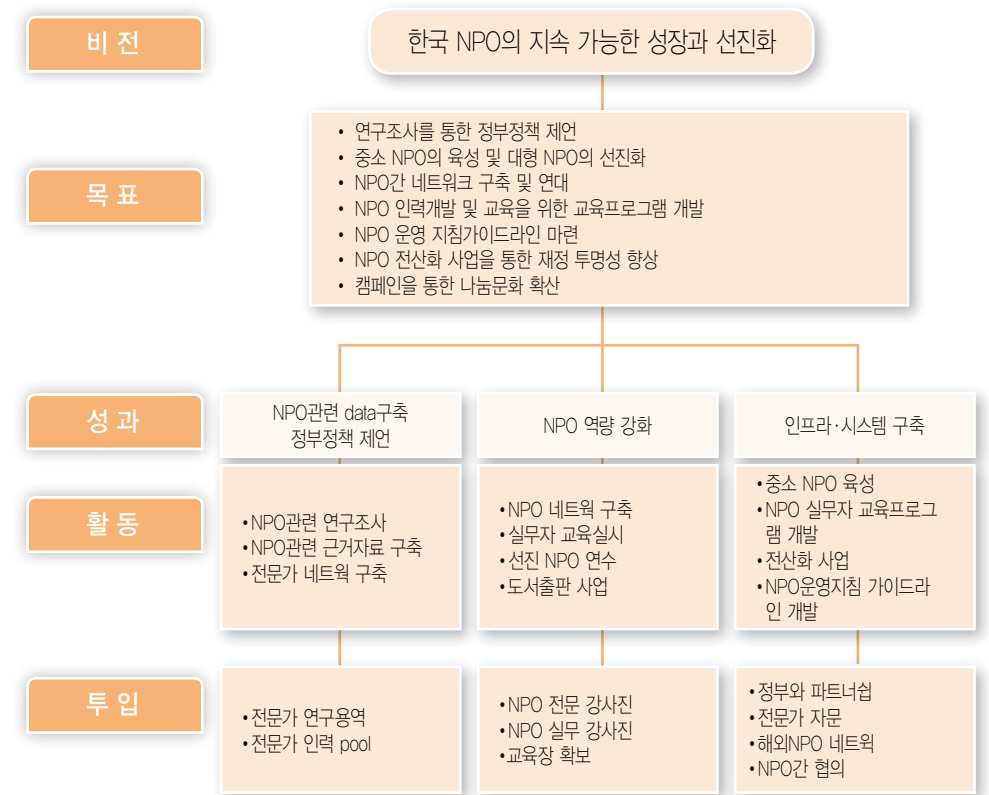 비 전
한국 NPO의 지속 가능한 성장과 선진화
목 표
• 연구조사를 통한 정부정책 제언
• 중소 NPO의 육성 및 대형 NPO의 선진화
• NPO간 네트워크 구축 및 연대
• NPO 인력개발 및 교육을 위한 교육프로그램 개발
• NPO 운영 지침가이드라인 마련
• NPO 전산화 사업을 통한 재정 투명성 향상
• 캠페인을 통한 나눔문화 확산
성 과
NPO관련 data구축
정부정책 제언
NPO 역량 강화
인프라·시스템 구축
활 동
•NPO관련 연구조사
•NPO관련 근거자료 구축
•전문가 네트웍 구축
•NPO 네트웍 구축
•실무자 교육실시
•선진 NPO 연수
•도서출판 사업
•중소 NPO 육성
•NPO 실무자 교육프로그
램 개발
•전산화 사업
•NPO운영지침 가이드라
인 개발
투 입
•전문가 연구용역
•전문가 인력 pool
•NPO 전문 강사진
•NPO 실무 강사진
•교육장 확보
•정부와 파트너쉽
•전문가 자문
•해외NPO 네트웍
•NPO간 협의